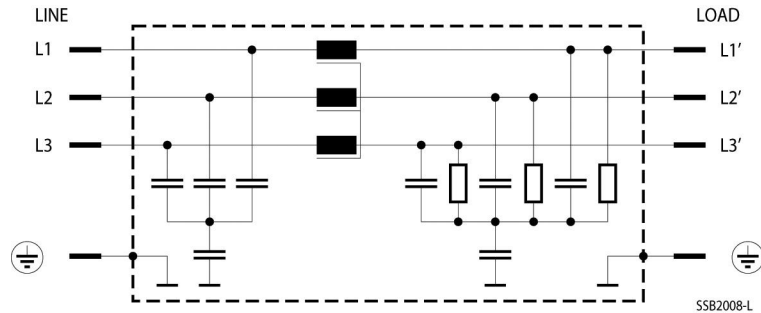 LINE LOAD
L1 L1′
L2 L2′
L3 L3′
SSB2008-L